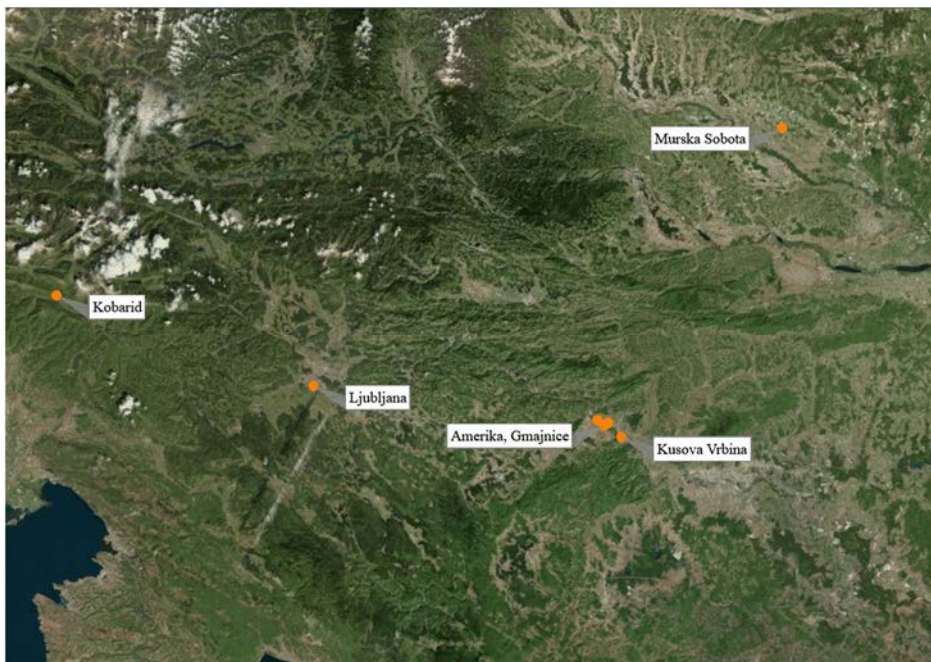 Murska Sobota
Kobarid
Ljubljana
Amerika, Gmajnice
Kusova Vrbina